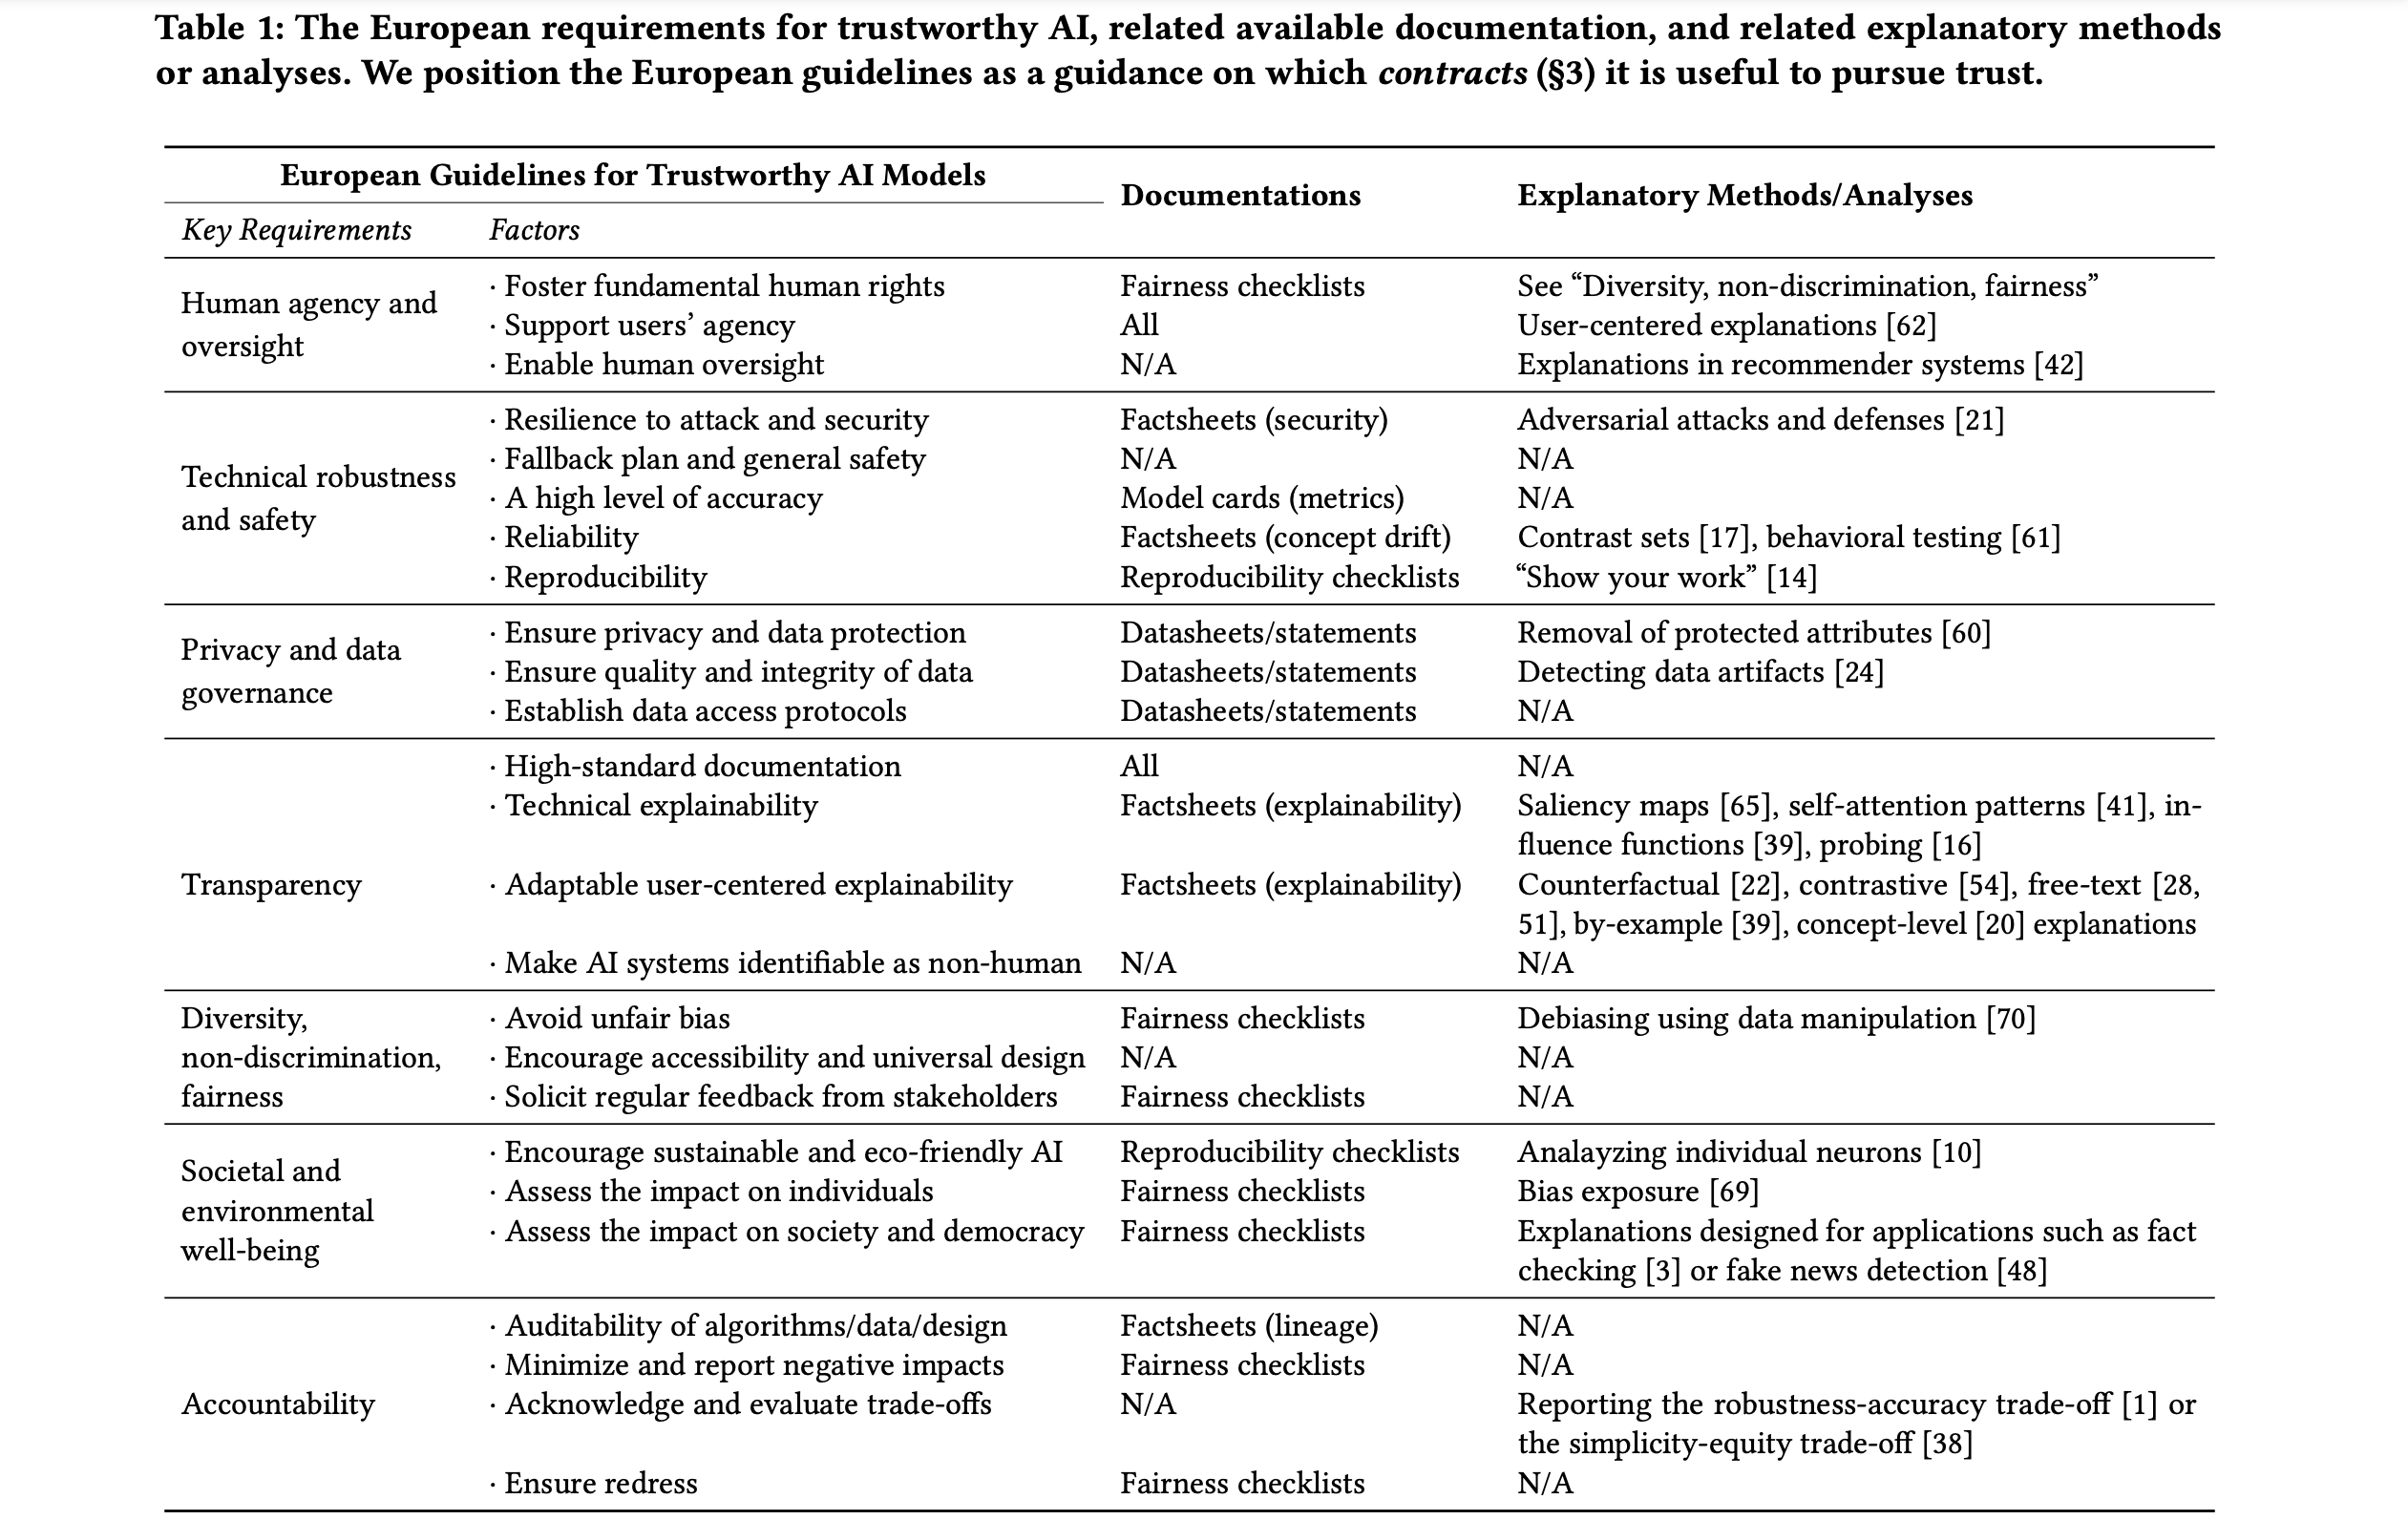 Table 1: The European requirements for trustworthy AI, related available documentation, and related explanatory methods
or analyses. We position the European guidelines as a guidance on which contracts (§3) it is useful to pursue trust.
European Guidelines for Trustworthy AI Models
Documentations
Explanatory Methods/Analyses
Key Requirements
Factors
Human agency and
oversight
· Foster fundamental human rights
Fairness checklists
See “Diversity, non-discrimination, fairness”
· Support users’ agency
All
User-centered explanations [62]
· Enable human oversight
N/A
Explanations in recommender systems [42]
Technical robustness
and safety
· Resilience to attack and security
Factsheets (security)
Adversarial attacks and defenses [21]
· Fallback plan and general safety
N/A
N/A
· A high level of accuracy
Model cards (metrics)
N/A
· Reliability
Factsheets (concept drift)
Contrast sets [17], behavioral testing [61]
· Reproducibility
Reproducibility checklists
“Show your work” [14]
Privacy and data
governance
· Ensure privacy and data protection
Datasheets/statements
Removal of protected attributes [60]
· Ensure quality and integrity of data
Datasheets/statements
Detecting data artifacts [24]
· Establish data access protocols
Datasheets/statements
N/A
Transparency
· High-standard documentation
All
N/A
· Technical explainability
Factsheets (explainability)
Saliency maps [65], self-attention patterns [41], in-
fluence functions [39], probing [16]
· Adaptable user-centered explainability
Factsheets (explainability)
Counterfactual [22], contrastive [54], free-text [28,
51], by-example [39], concept-level [20] explanations
· Make AI systems identifiable as non-human
N/A
N/A
Diversity,
non-discrimination,
fairness
· Avoid unfair bias
Fairness checklists
Debiasing using data manipulation [70]
· Encourage accessibility and universal design
N/A
N/A
· Solicit regular feedback from stakeholders
Fairness checklists
N/A
Societal and
environmental
well-being
· Encourage sustainable and eco-friendly AI
Reproducibility checklists
Analayzing individual neurons [10]
· Assess the impact on individuals
Fairness checklists
Bias exposure [69]
· Assess the impact on society and democracy
Fairness checklists
Explanations designed for applications such as fact
checking [3] or fake news detection [48]
Accountability
· Auditability of algorithms/data/design
Factsheets (lineage)
N/A
· Minimize and report negative impacts
Fairness checklists
N/A
· Acknowledge and evaluate trade-offs
N/A
Reporting the robustness-accuracy trade-off [1] or
the simplicity-equity trade-off [38]
· Ensure redress
Fairness checklists
N/A